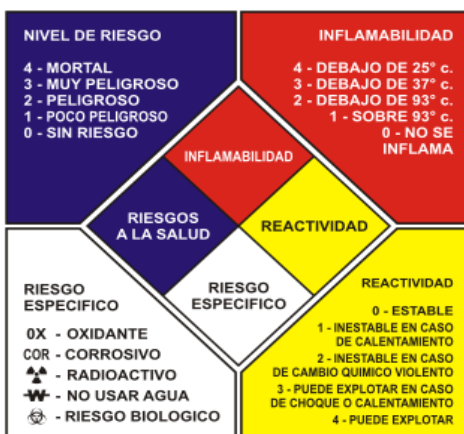 NIVEL DE RIESGO
4 - MORTAL
3 - MUY PELIGROSO
2 - PELIGROSO
1 - POCO PELIGROSO
0 - SIN RIESGO
INFLAMABILIDAD
4 - DEBAJO DE 25° c.
3 - DEBAJO DE 37° c.
2 - DEBAJO DE 93° c.
1 - SOBRE 93° c.
0 - NO SE
INFLAMA
INFLAMABILIDAD
RIESGOS
A LA SALUD
REACTIVIDAD
RIESGO
ESPECIFICO
RIESGO
ESPECIFICO
0X - OXIDANTE
COR - CORROSIVO
- RADIOACTIVO
W - NO USAR AGUA
- RIESGO BIOLOGICO
REACTIVIDAD
0 - ESTABLE
1 - INESTABLE EN CASO
DE CALENTAMIENTO
2 - INESTABLE EN CASO
DE CAMBIO QUIMICO VIOLENTO
3 - PUEDE EXPLOTAR EN CASO
DE CHOQUE O CALENTAMIENTO
4 - PUEDE EXPLOTAR